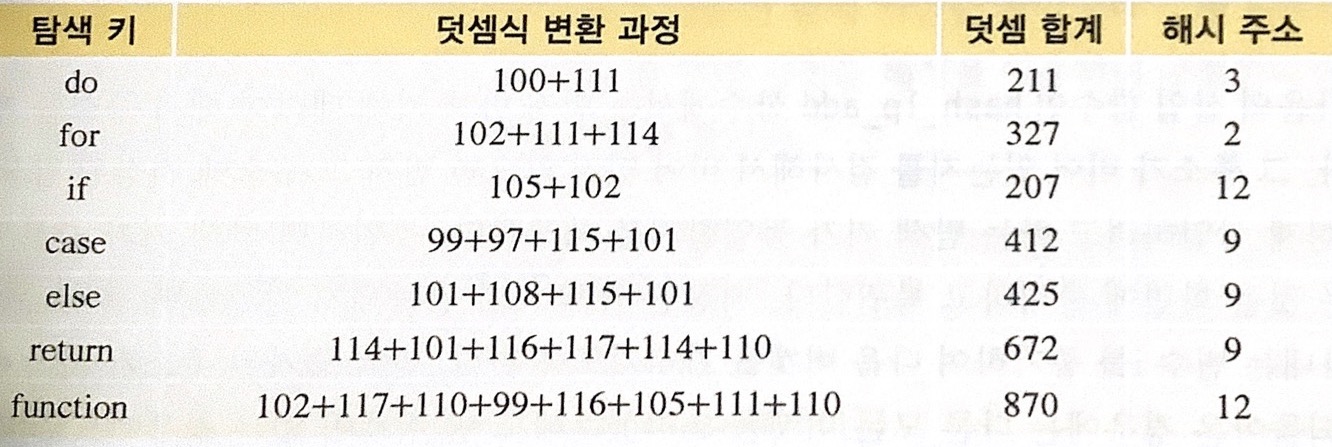 탐색 키 덧셈식 변환 과정 덧셈 합계 해시 주소
do 100+111 211 3
for 102+111+114 327 2
if 105+102 207 12
case 99+97+115+101 412 9
else 101+108+115+101 425 9
return 114+101+116+117+114+110 672 9
function 102+117+110+99+116+105+111+110 870 12